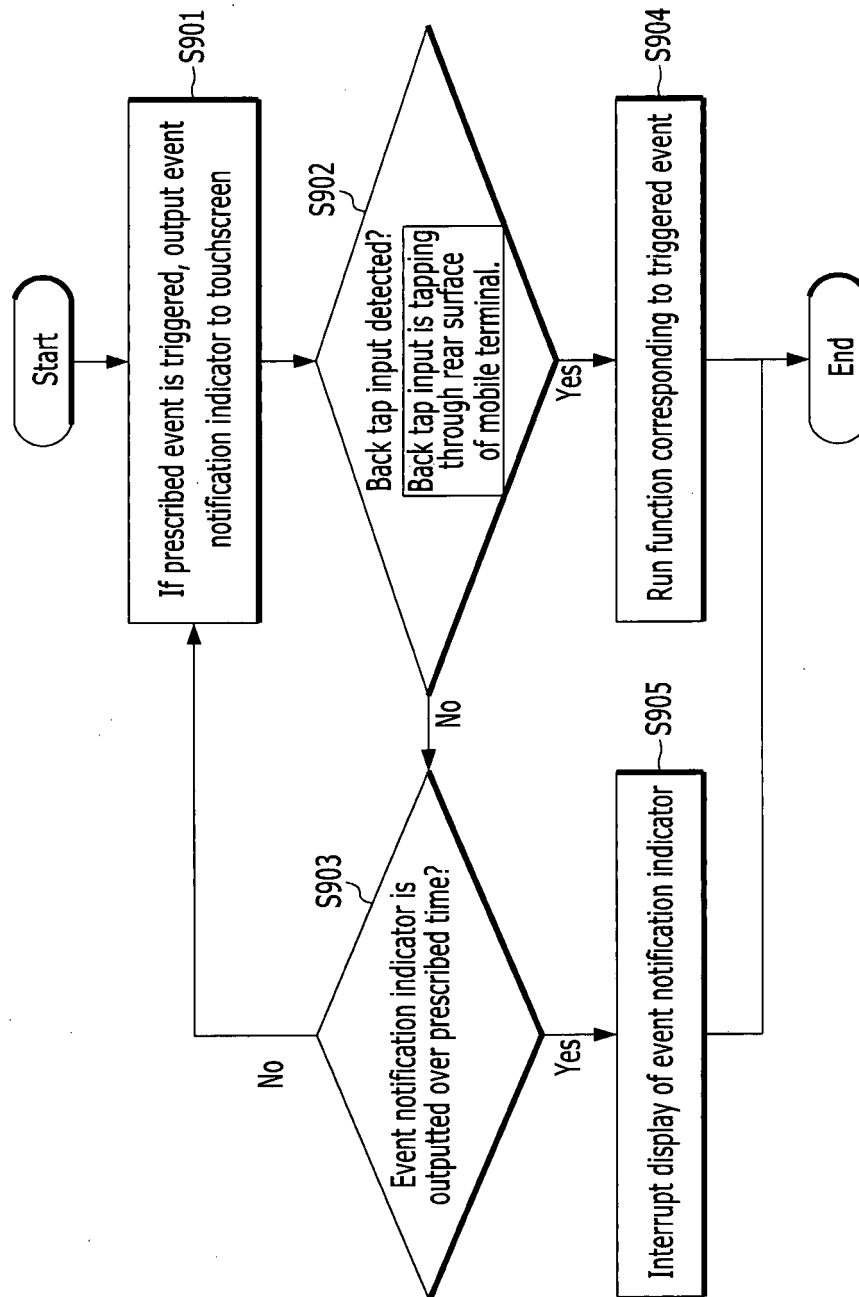 Start
If prescribed event is triggered, output event
notification indicator to touchscreen
S901
Back tap input detected?
Back tap input is tapping
through rear surface
of mobile terminal.
S902
Yes
No
Event notification indicator is
outputted over prescribed time?
S903
No
Yes
Run function corresponding to triggered event
S904
Interrupt display of event notification indicator
S905
End